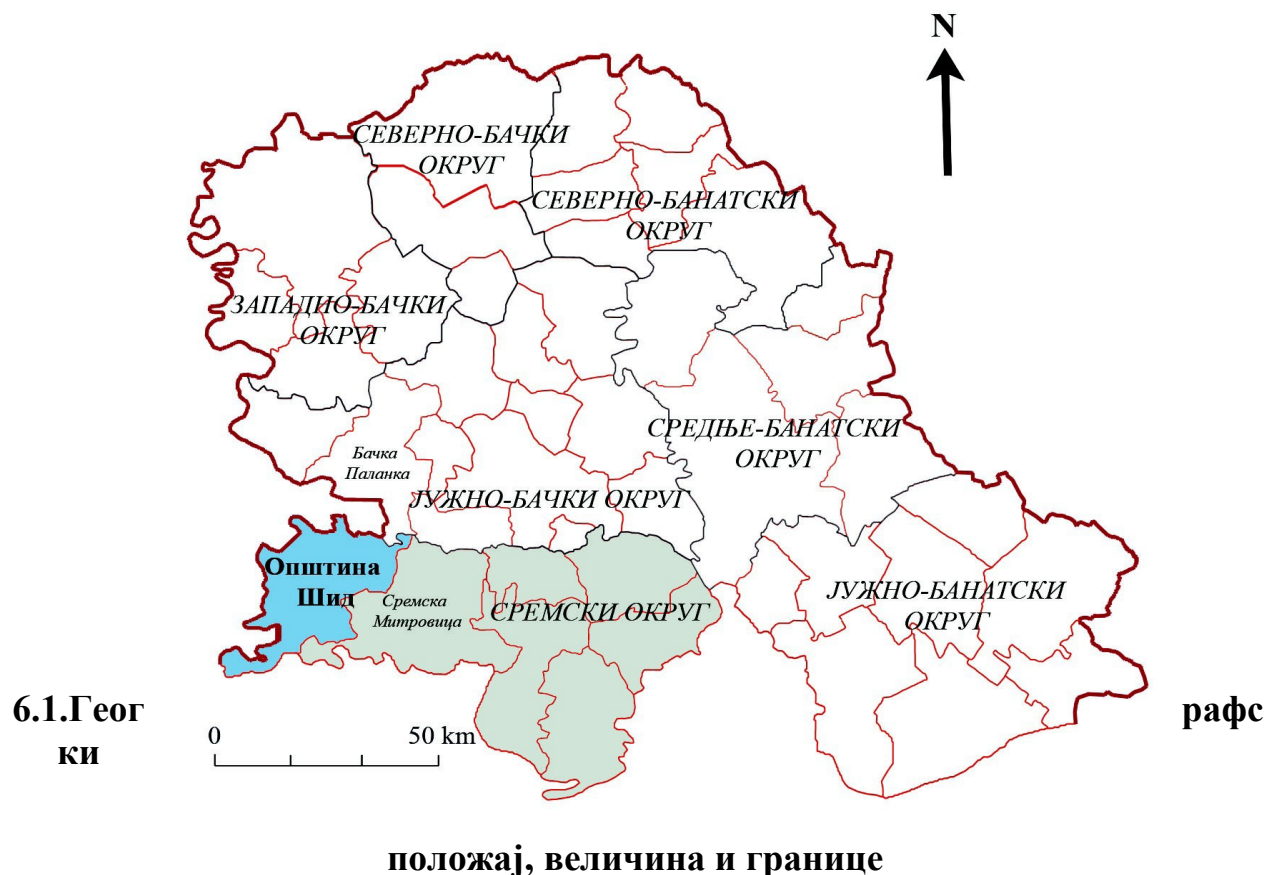 N
СЕВЕРНО-БАЧКИ
ОКРУГ
СЕВЕРНО-БАНАТСКИ
ОКРУГ
ЗАПАДИО-БАЧКИ
ОКРУГ
СРЕДЊЕ-БАНАТСКИ
ОКРУГ
Бачка
Паланка
ЈУЖНО-БАЧКИ ОКРУГ
Општина
Шид
Сремска
Митровица
СРЕМСКИ ОКРУГ
ЈУЖНО-БАНАТСКИ
ОКРУГ
6.1.Геог рафс
ки
0 50 km
положај, величина и границе